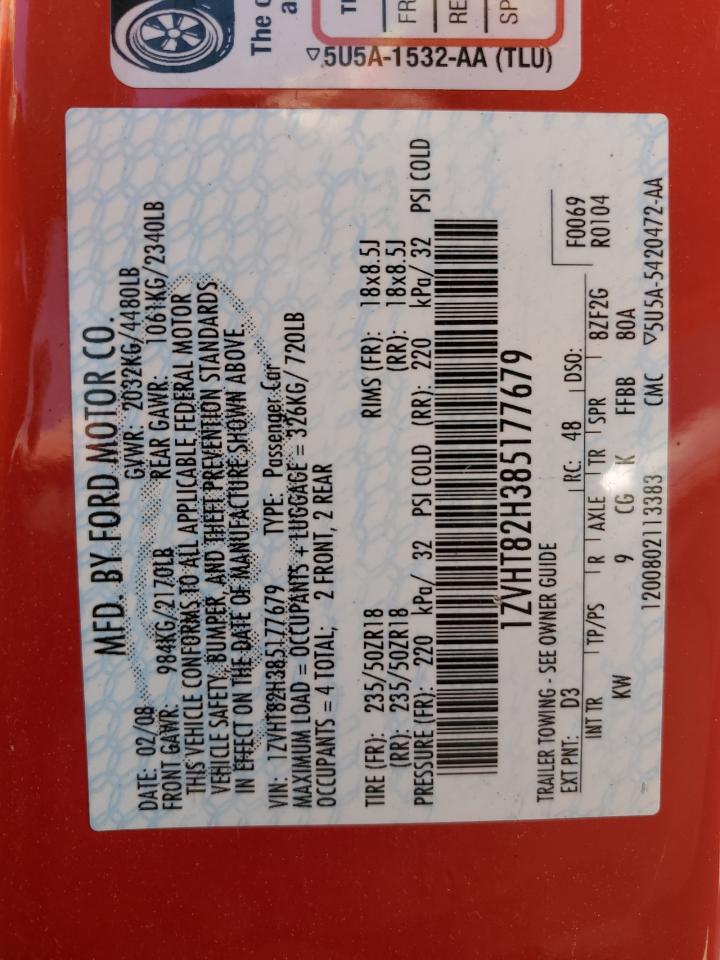 The
TI
FR
RE
SP
▽5U5A-1532-AA (TLU)
MFD. BY FORD MOTOR CO.
DATE: 02/08 GAWR: 2032KG/4480LB
FRONT GAWR: 984KG/2170LB REAR GAWR: 1061KG/2340LB
THIS VEHICLE CONFORMS TO ALL APPLICABLE FEDERAL MOTOR
VEHICLE SAFETY, BUMPER, AND THEFT PREVENTION STANDARDS
IN EFFECT ON THE DATE OF MANUFACTURE SHOWN ABOVE.
VIN: 1ZVHT82H385177679 TYPE: Passenger Car
MAXIMUM LOAD = OCCUPANTS + LUGGAGE = 326KG/ 720LB
OCCUPANTS = 4 TOTAL; 2 FRONT, 2 REAR
TIRE (FR): 235/50ZR18 RIMS (FR): 18x8.5J
(RR): 235/50ZR18 (RR): 18x8.5J
PRESSURE (FR): 220 kPa/ 32 PSI COLD (RR): 220 kPa/ 32 PSI COLD
1ZVHT82H385177679
TRAILER TOWING - SEE OWNER GUIDE
EXT PNT: D3 RC: 48 DSO: F0069
INT TR TP/PS R AXLE TR SPR 8ZF2G R0104
KW 9 CG K FFBB 80A
1200802113383 CMC ▽5U5A-5420472-AA